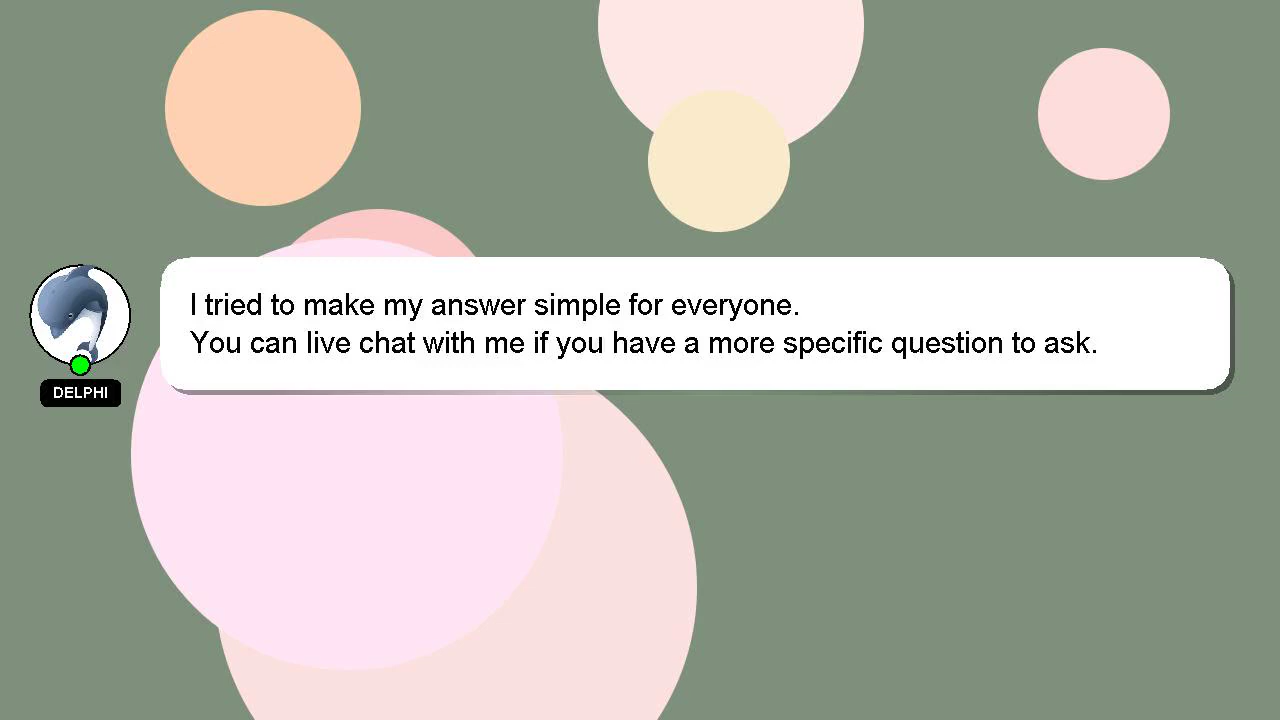 I tried to make my answer simple for everyone.
You can live chat with me if you have a more specific question to ask.
DELPHI